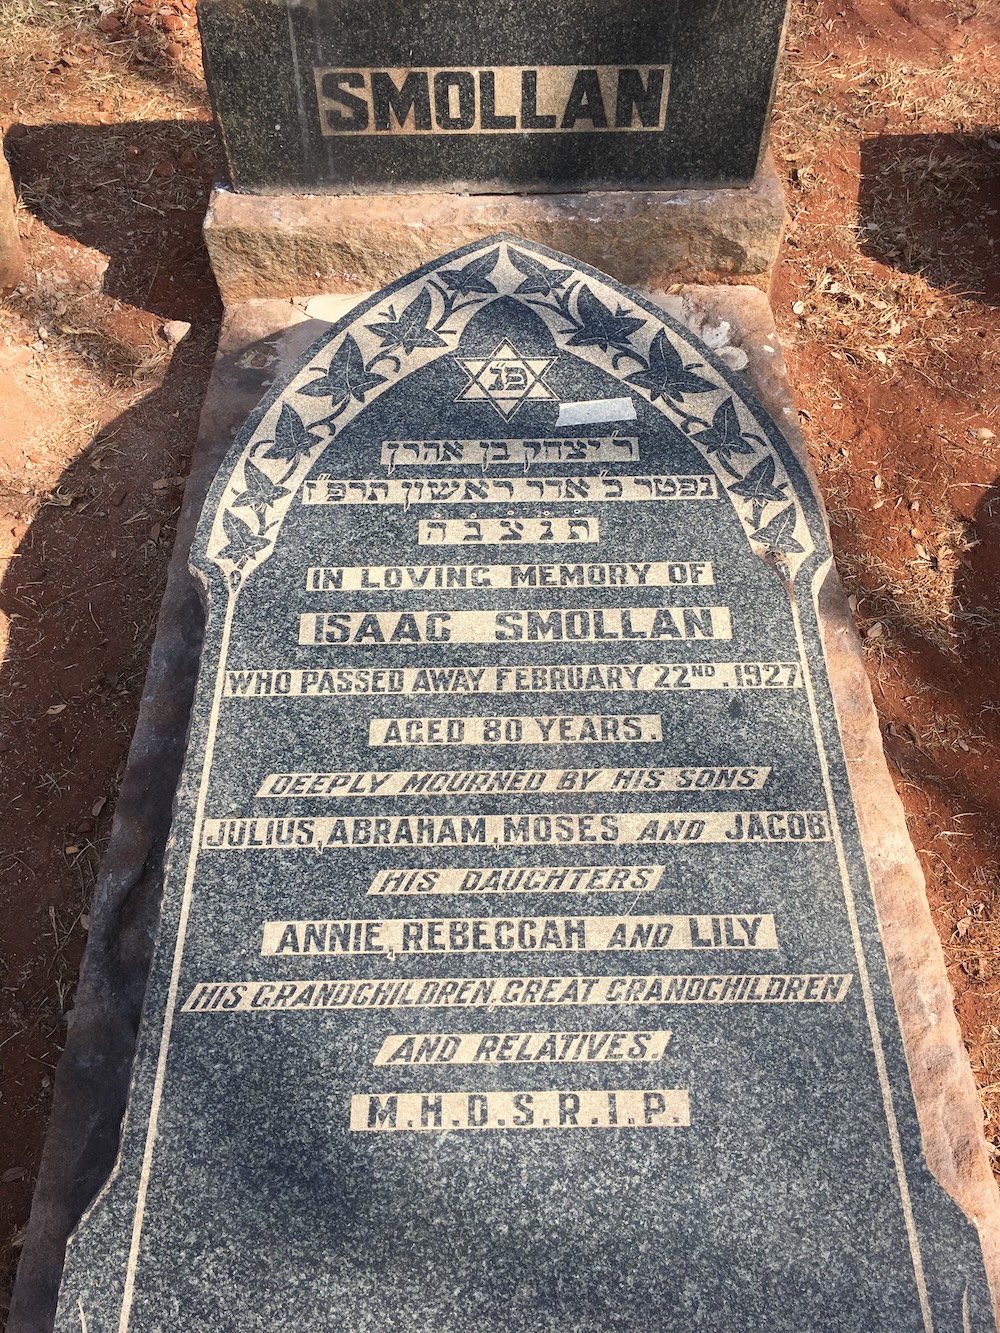 SMOLLAN
פנ
ר' יצחק בן אהרן
נפטר כ' אדר ראשון תרפ"ז
ת נ צ ב ה
IN LOVING MEMORY OF
ISAAC SMOLLAN
WHO PASSED AWAY FEBRUARY 22ND. 1927
AGED 80 YEARS.
DEEPLY MOURNED BY HIS SONS
JULIUS, ABRAHAM, MOSES AND JACOB
HIS DAUGHTERS
ANNIE, REBECCAH AND LILY
HIS GRANDCHILDREN, GREAT GRANDCHILDREN
AND RELATIVES.
M.H.D.S.R.I.P.